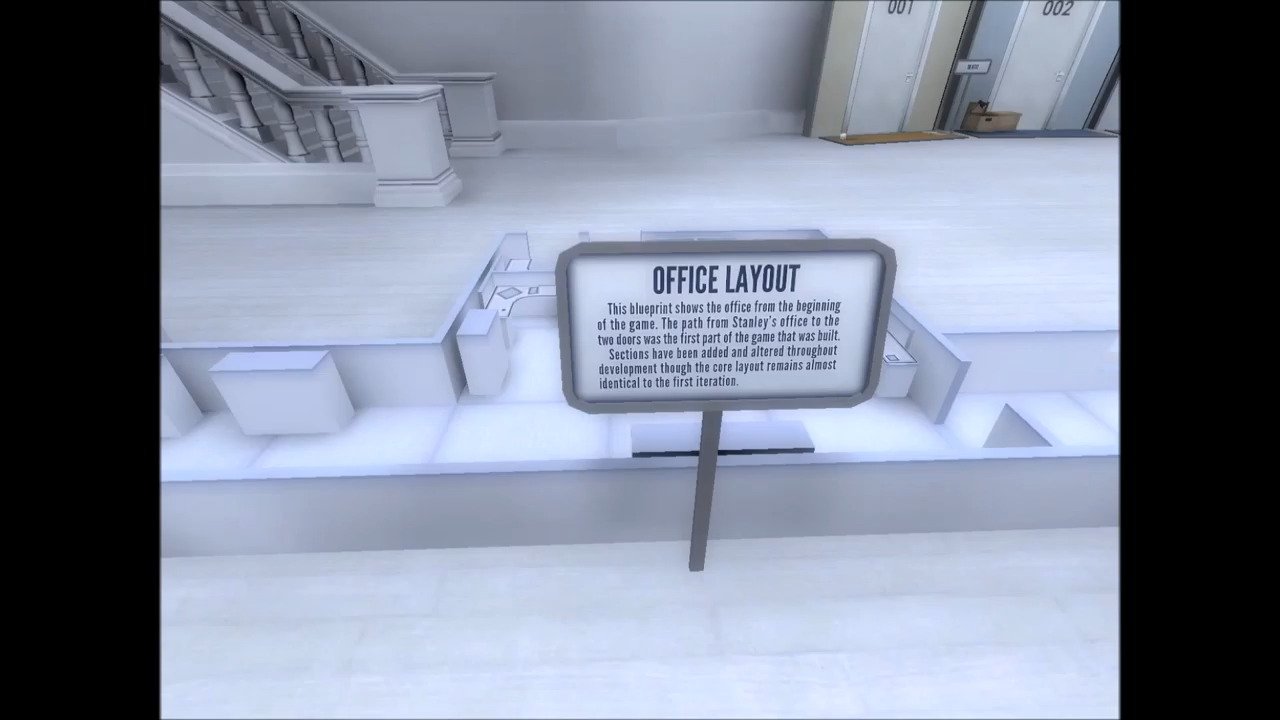 001
002
OFFICE LAYOUT
This blueprint shows the office from the beginning
of the game. The path from Stanley's office to the
two doors was the first part of the game that was built.
Sections have been added and altered throughout
development though the core layout remains almost
identical to the first iteration.